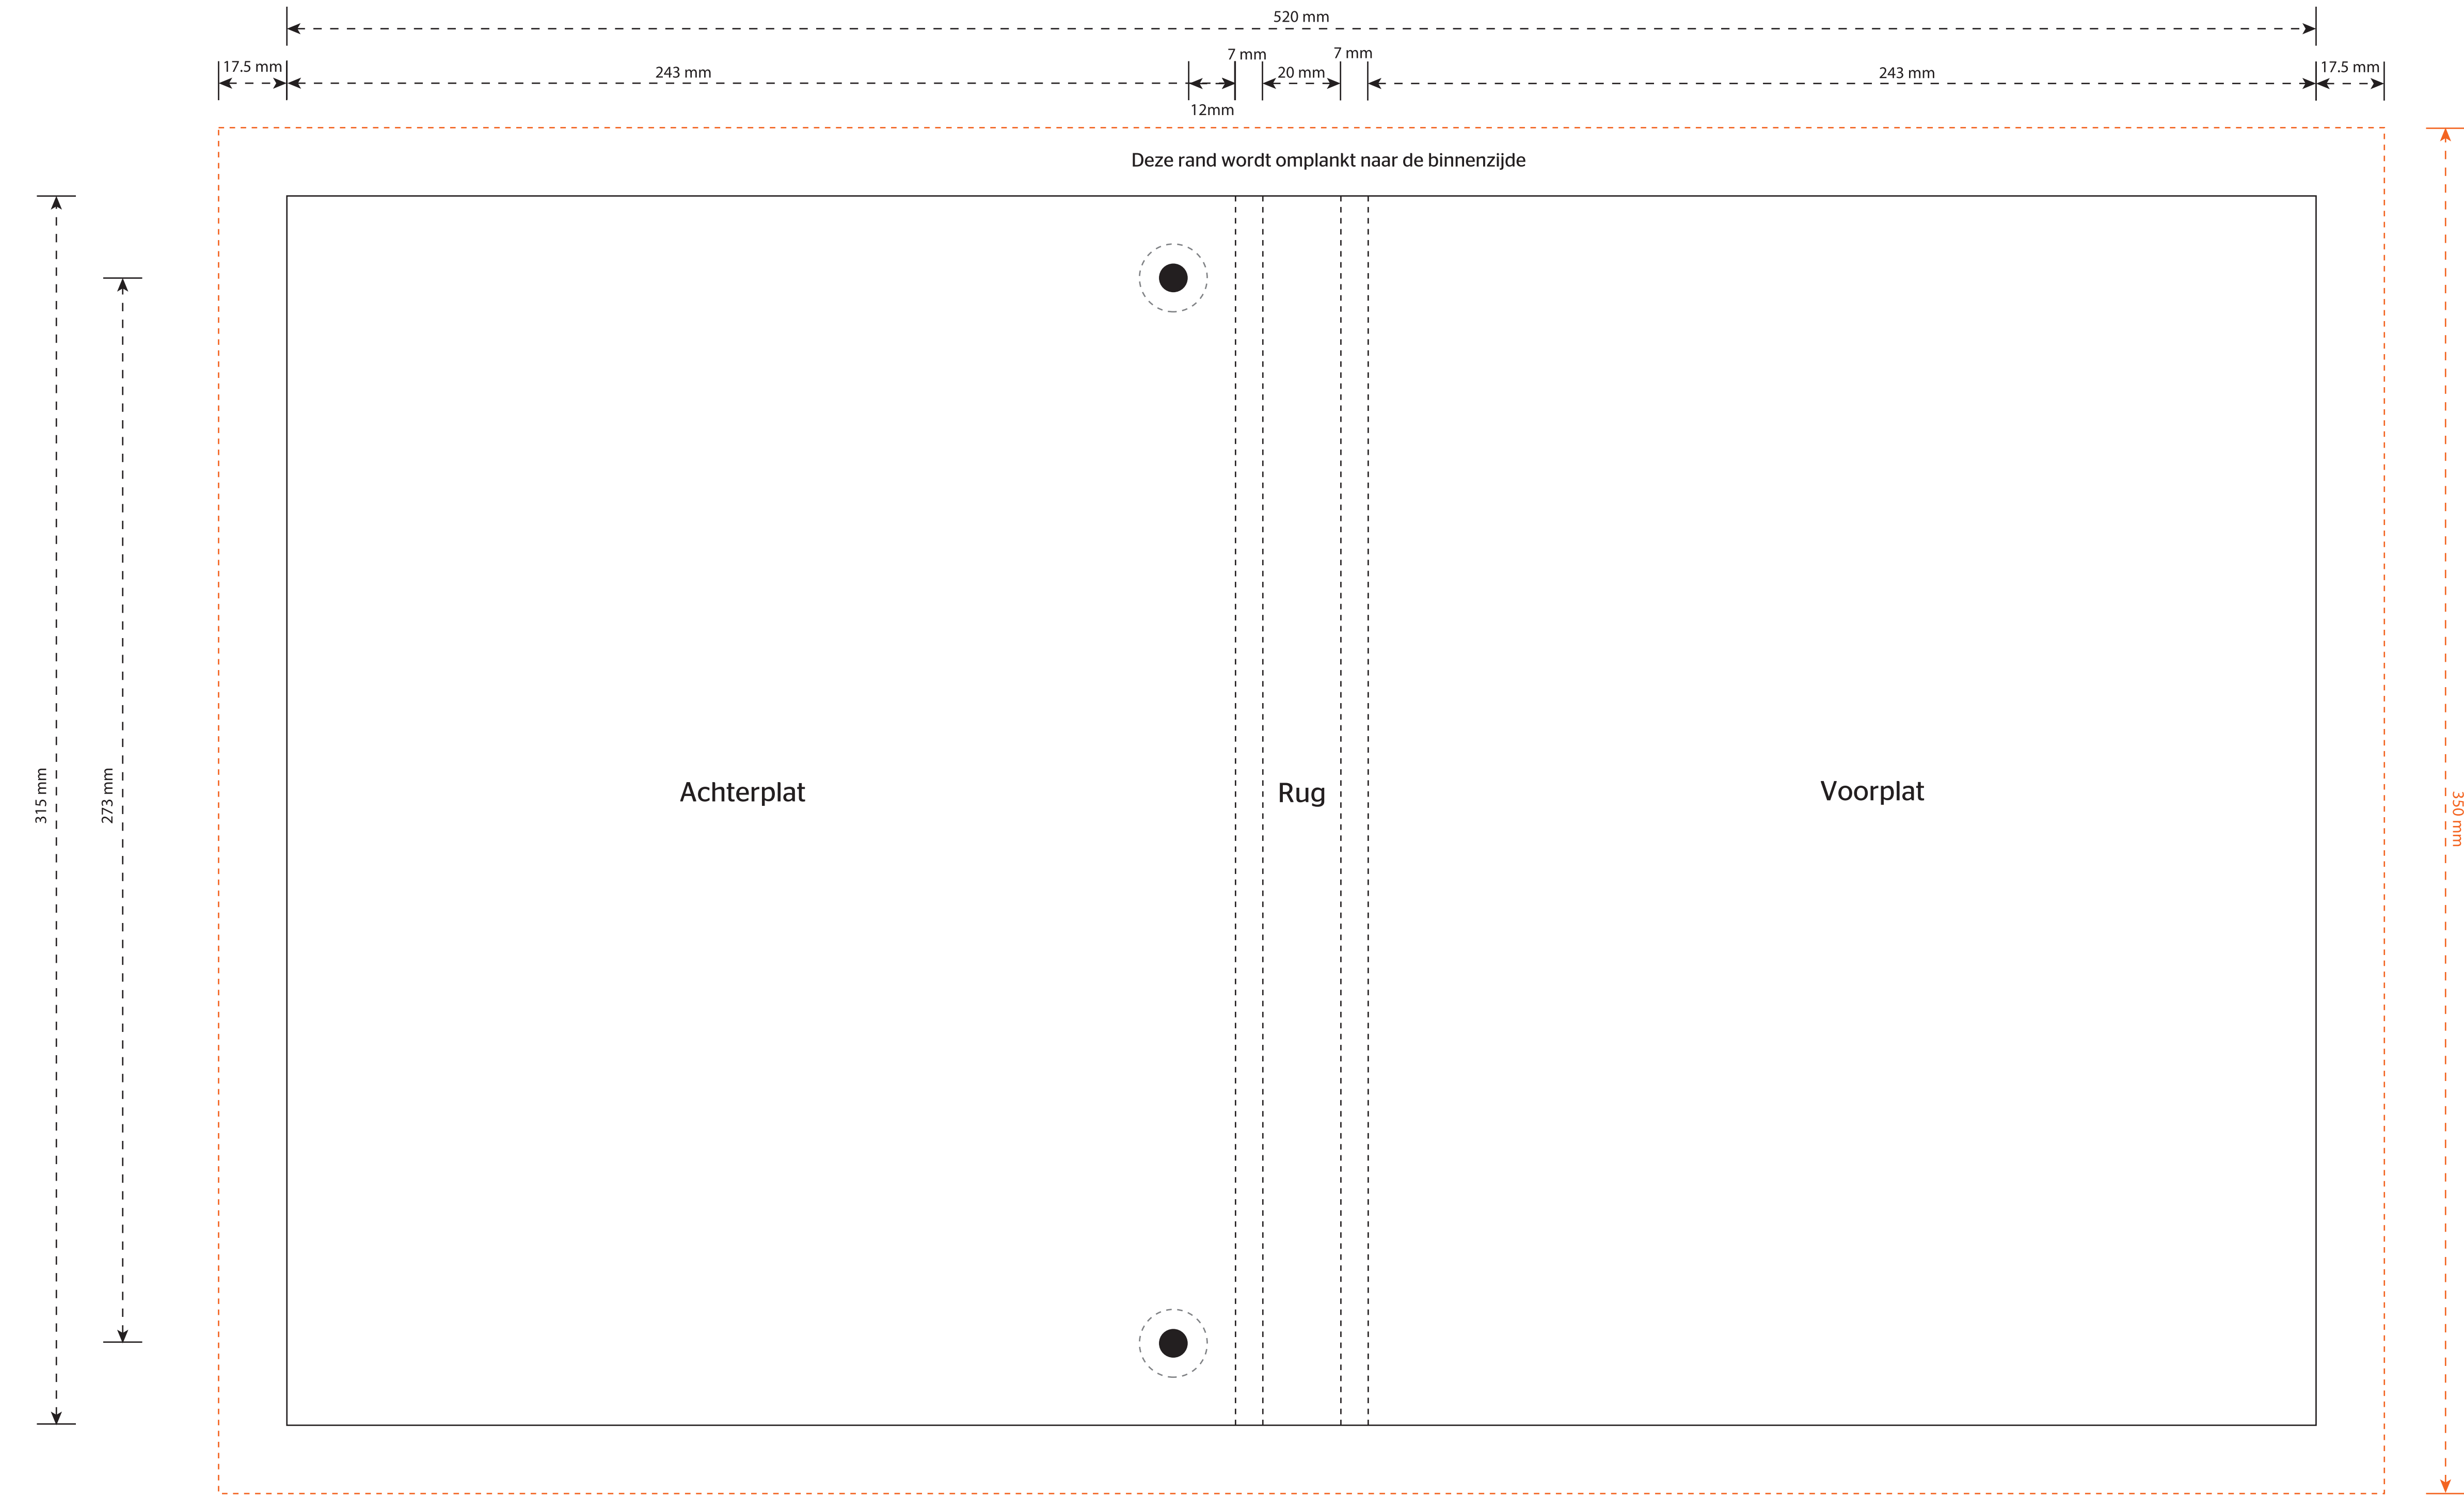 520 mm
17.5 mm
243 mm
7 mm
20 mm
7 mm
243 mm
17.5 mm
12mm
Deze rand wordt omplankt naar de binnenzijde
315 mm
273 mm
Achterplat
Rug
Voorplat
350 mm